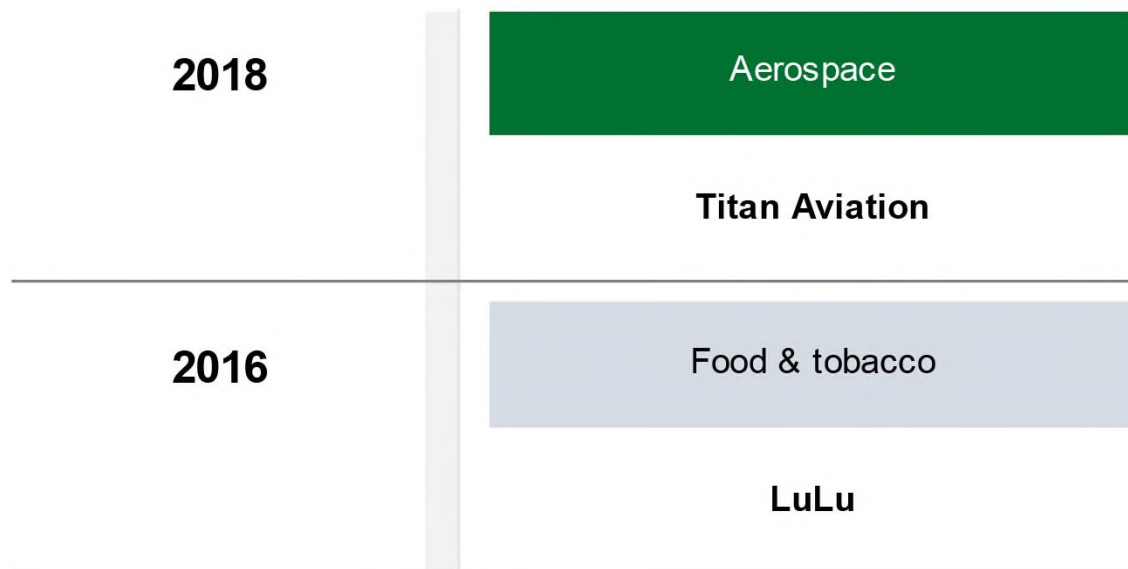 2018
Aerospace
Titan Aviation
2016
Food & tobacco
LuLu